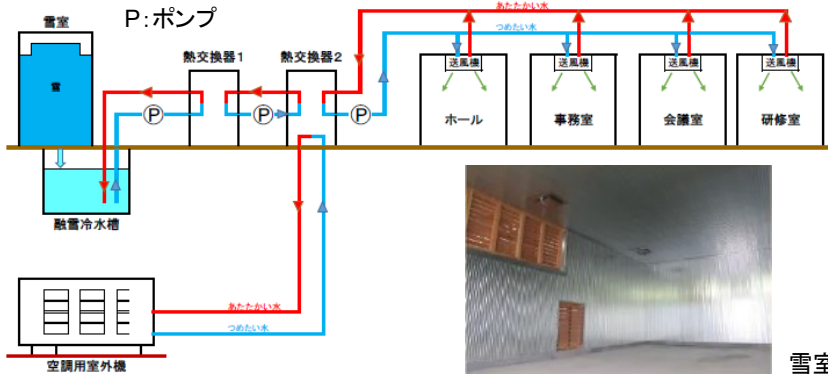 雪室
P:ポンプ
あたたかい水
つめたい水
熱交換器1
熱交換器2
雪
P
P
P
送風機
送風機
送風機
送風機
ホール
事務室
会議室
研修室
融雪冷水槽
あたたかい水
つめたい水
空調用室外機
雪室